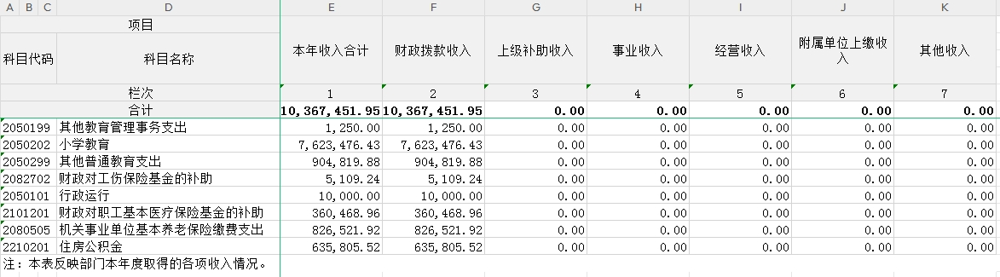 A B C D E F G H I J K
项目
科目代码 科目名称 本年收入合计 财政拨款收入 上级补助收入 事业收入 经营收入 附属单位上缴收
入 其他收入
栏次 1 2 3 4 5 6 7
合计 10,367,451.95 10,367,451.95 0.00 0.00 0.00 0.00 0.00
2050199 其他教育管理事务支出 1,250.00 1,250.00 0.00 0.00 0.00 0.00 0.00
2050202 小学教育 7,623,476.43 7,623,476.43 0.00 0.00 0.00 0.00 0.00
2050299 其他普通教育支出 904,819.88 904,819.88 0.00 0.00 0.00 0.00 0.00
2082702 财政对工伤保险基金的补助 5,109.24 5,109.24 0.00 0.00 0.00 0.00 0.00
2050101 行政运行 10,000.00 10,000.00 0.00 0.00 0.00 0.00 0.00
2101201 财政对职工基本医疗保险基金的补助 360,468.96 360,468.96 0.00 0.00 0.00 0.00 0.00
2080505 机关事业单位基本养老保险缴费支出 826,521.92 826,521.92 0.00 0.00 0.00 0.00 0.00
2210201 住房公积金 635,805.52 635,805.52 0.00 0.00 0.00 0.00 0.00
注：本表反映部门本年度取得的各项收入情况。